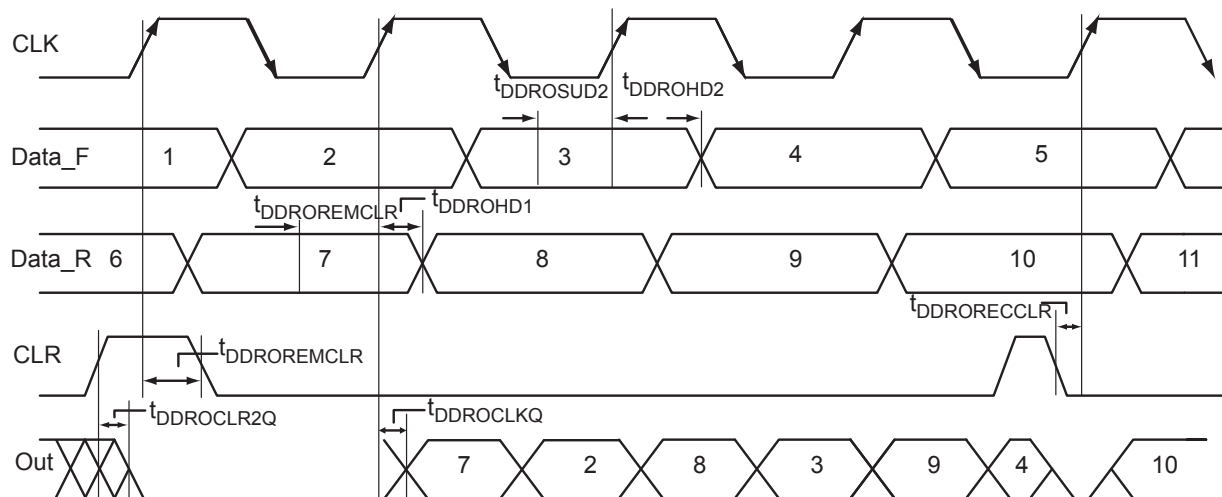 CLK
tDDROSUD2 tDDROHD2
Data_F 1 2 3 4 5
tDDROREMCLR tDDROHD1
Data_R 6 7 8 9 10 11
tDDRORECCLR
CLR tDDROREMCLR
tDDROCLR2Q tDDROCLKQ
Out 7 2 8 3 9 4 10